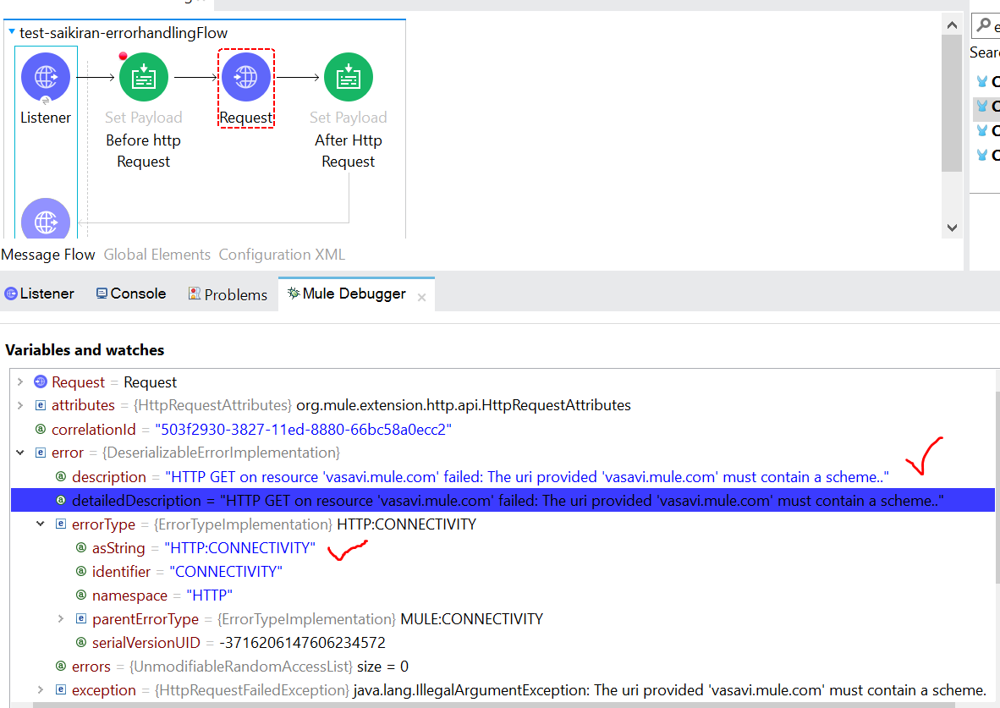 test-saikiran-errorhandlingFlow
Listener
Set Payload
Before http
Request
Request
Set Payload
After Http
Request
e
Sear
C
C
C
C
Message Flow Global Elements Configuration XML
Listener Console Problems Mule Debugger
Variables and watches
Request = Request
attributes = {HttpRequestAttributes} org.mule.extension.http.api.HttpRequestAttributes
correlationId = "503f2930-3827-11ed-8880-66bc58a0ecc2"
error = {DeserializableErrorImplementation}
description = "HTTP GET on resource 'vasavi.mule.com' failed: The uri provided 'vasavi.mule.com' must contain a scheme.."
detailedDescription = "HTTP GET on resource 'vasavi.mule.com' failed: The uri provided 'vasavi.mule.com' must contain a scheme.."
errorType = {ErrorTypeImplementation} HTTP:CONNECTIVITY
asString = "HTTP:CONNECTIVITY"
identifier = "CONNECTIVITY"
namespace = "HTTP"
parentErrorType = {ErrorTypeImplementation} MULE:CONNECTIVITY
serialVersionUID = -3716206147606234572
errors = {UnmodifiableRandomAccessList} size = 0
exception = {HttpRequestFailedException} java.lang.IllegalArgumentException: The uri provided 'vasavi.mule.com' must contain a scheme.